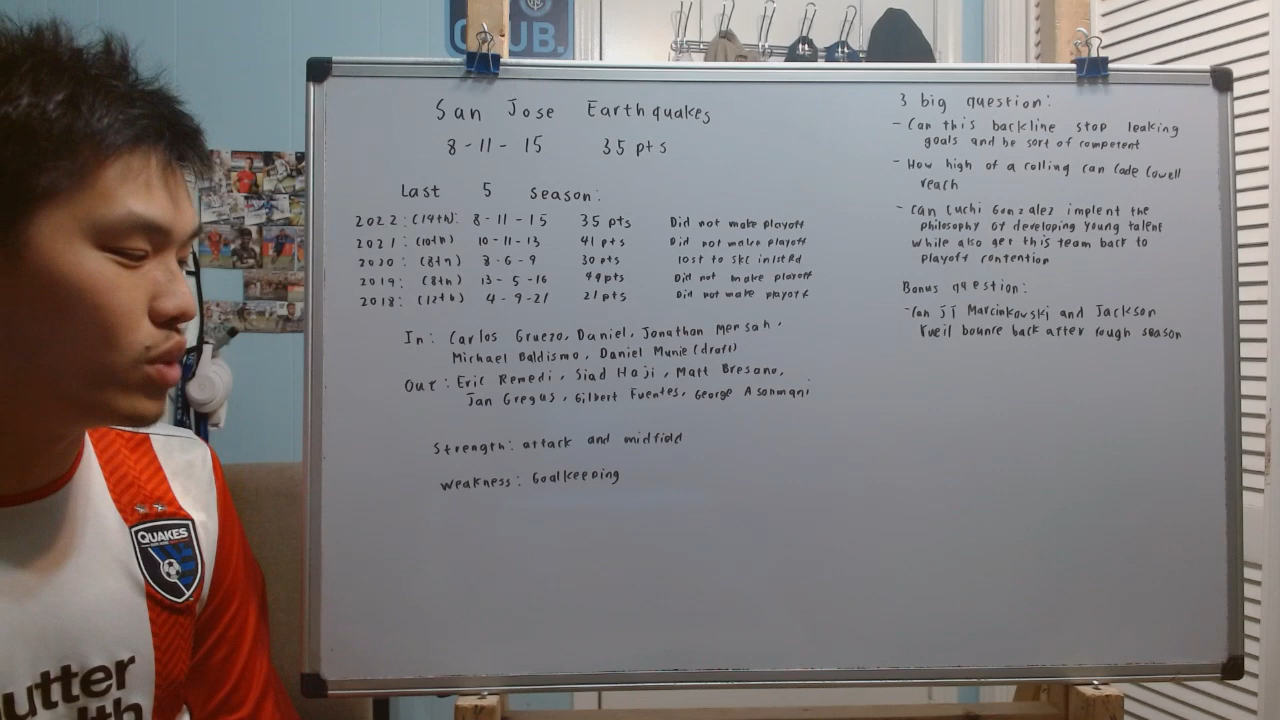 CLUB.
San Jose Earthquakes
8-11-15 35 pts
Last 5 season:
2022: (14th): 8-11-15 35 pts Did not make playoff
2021: (10th) 10-11-13 41 pts Did not make playoff
2020: (8th) 8-6-9 30 pts lost to SKC in 1st Rd
2019: (8th) 13-5-16 44 pts Did not make playoff
2018: (12th) 4-9-21 21 pts Did not make playoff
In: Carlos Gruezo, Daniel, Jonathan Mensah,
Michael Baldismo, Daniel Munie (draft)
Out: Eric Remedi, Siad Haji, Matt Bresano,
Jan Gregus, Gilbert Fuentes, George Asonmani
Strength: attack and midfield
Weakness: Goalkeeping
3 big question:
- Can this backline stop leaking
goals and be sort of competent
- How high of a rolling can Cade Cowell
reach
- Can Luchi Gonzalez implent the
philosophy of developing young talent
while also get this team back to
playoff contention
Bonus question:
- Can JT Marcinkowski and Jackson
Yueil bounce back after rough season
QUAKES
utter
lth